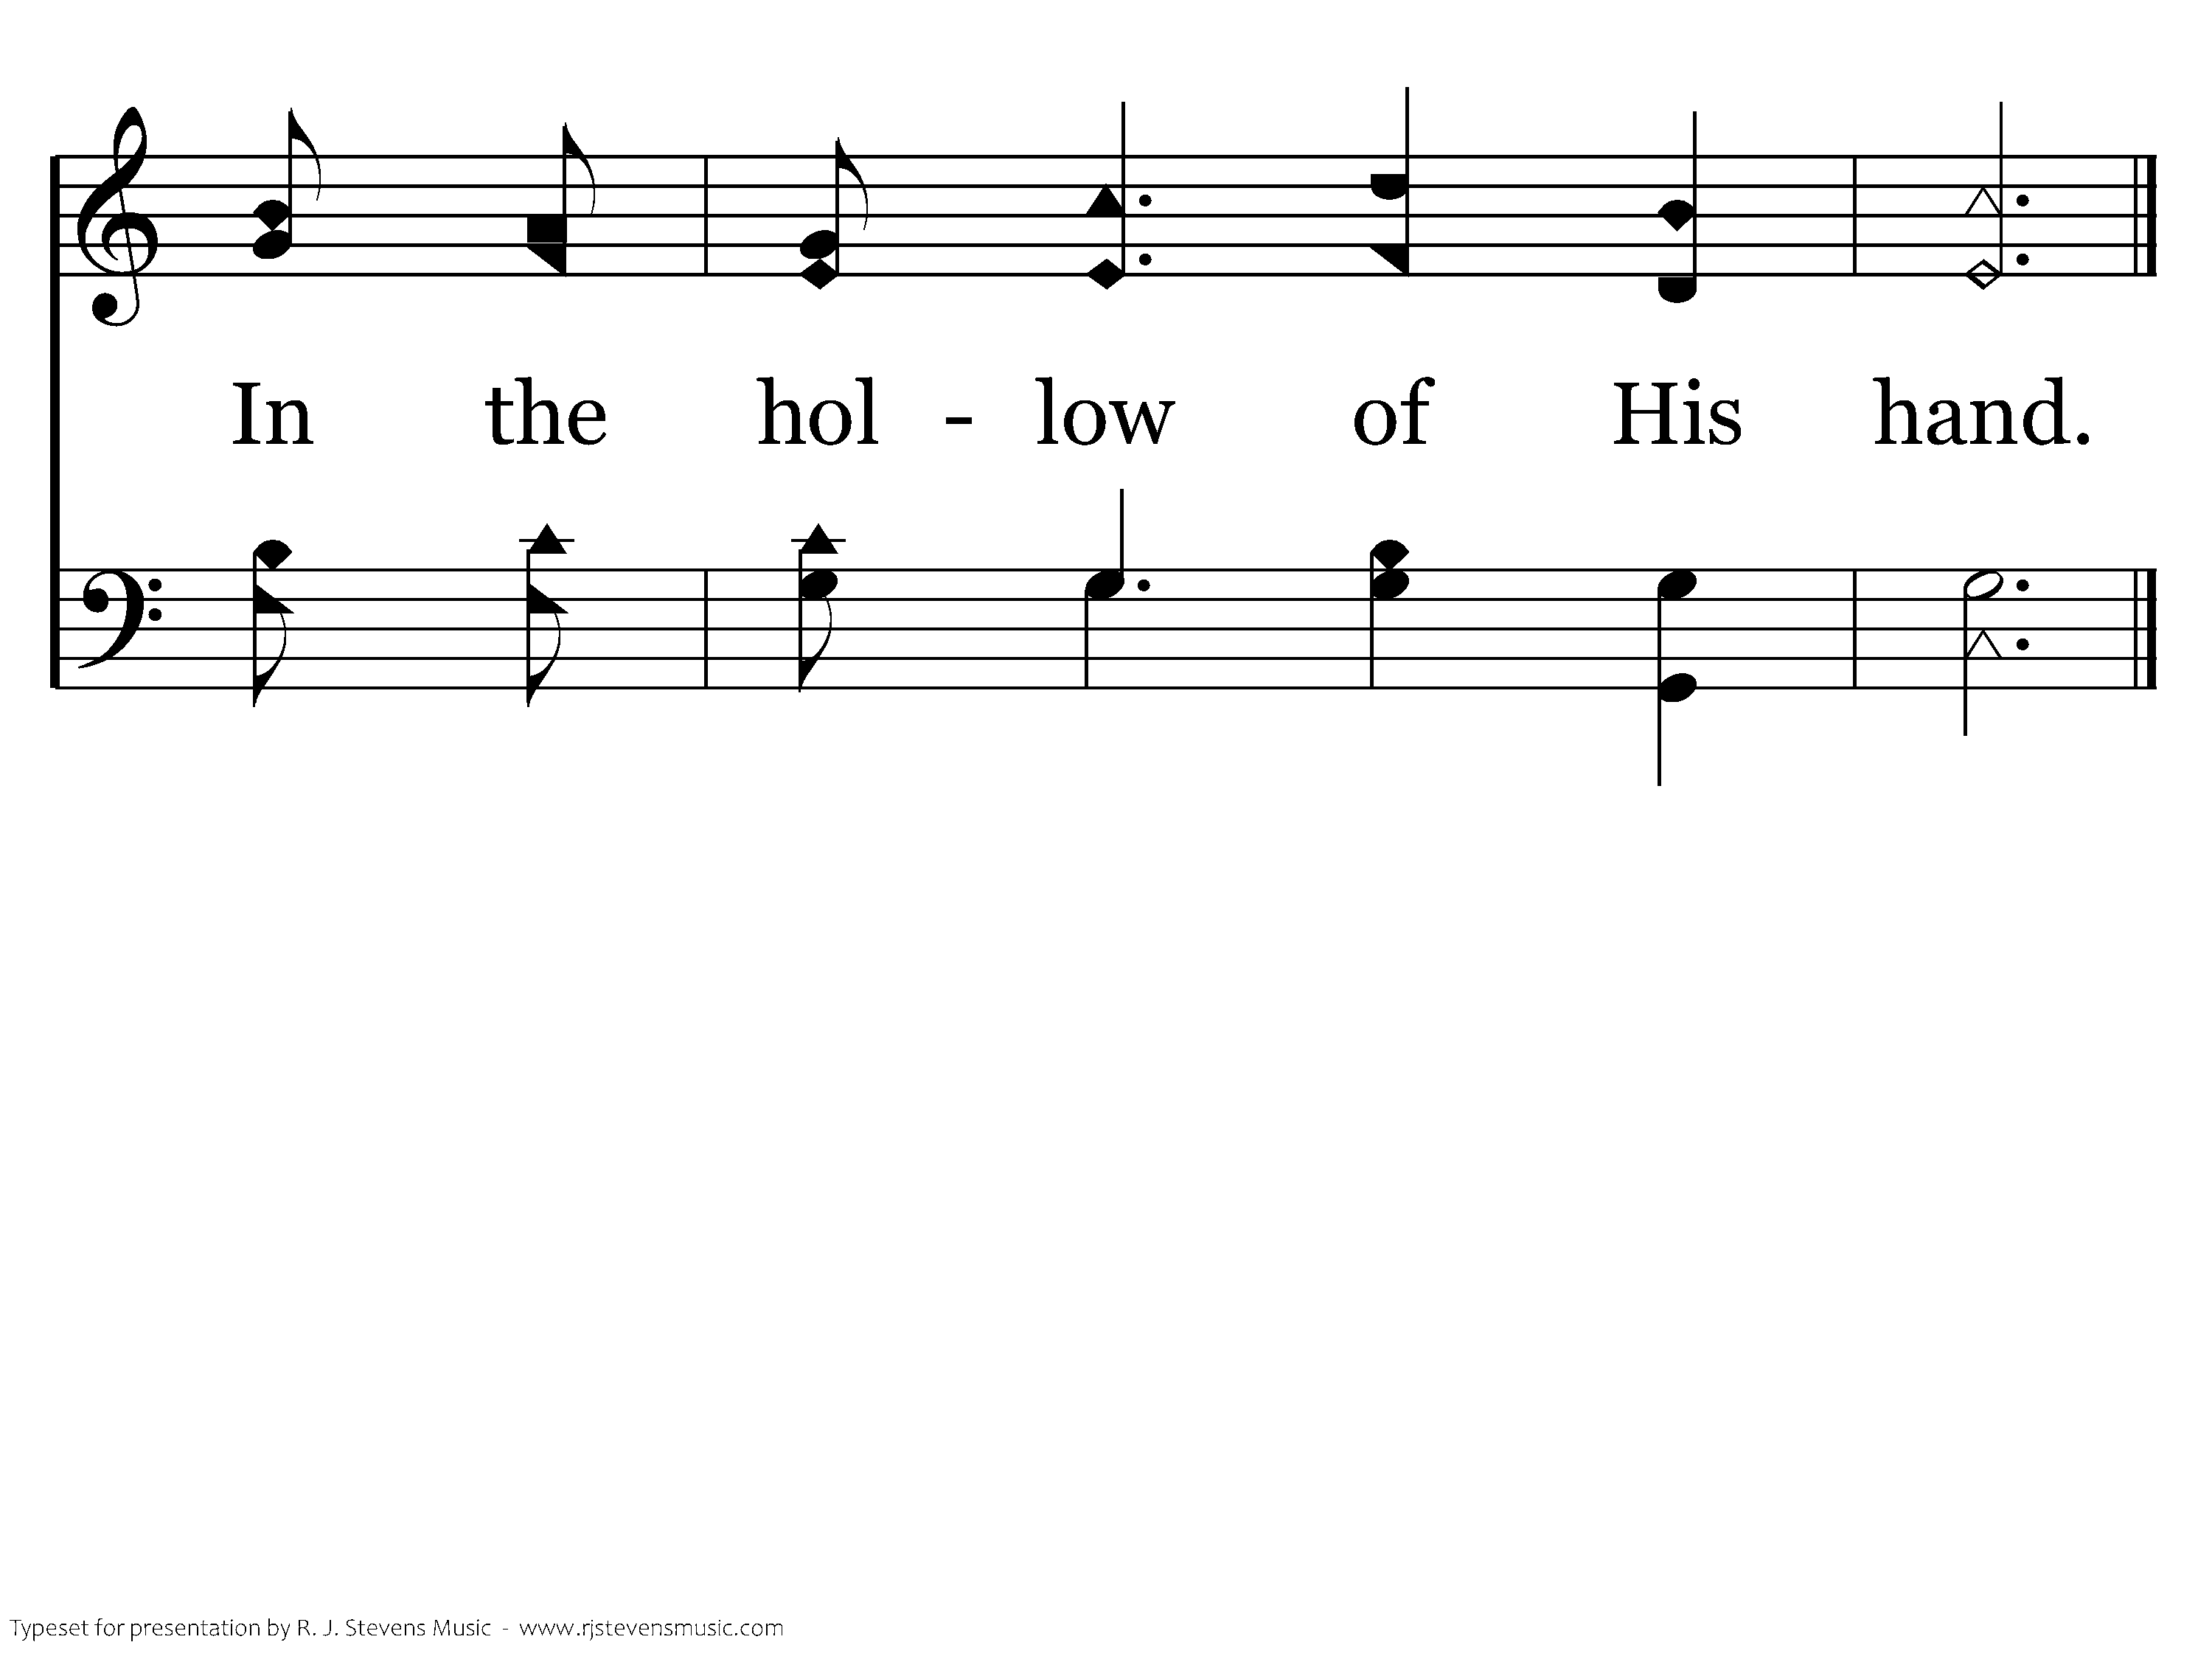 In the hol - low of His hand.
Typeset for presentation by R. J. Stevens Music - www.rjstevensmusic.com